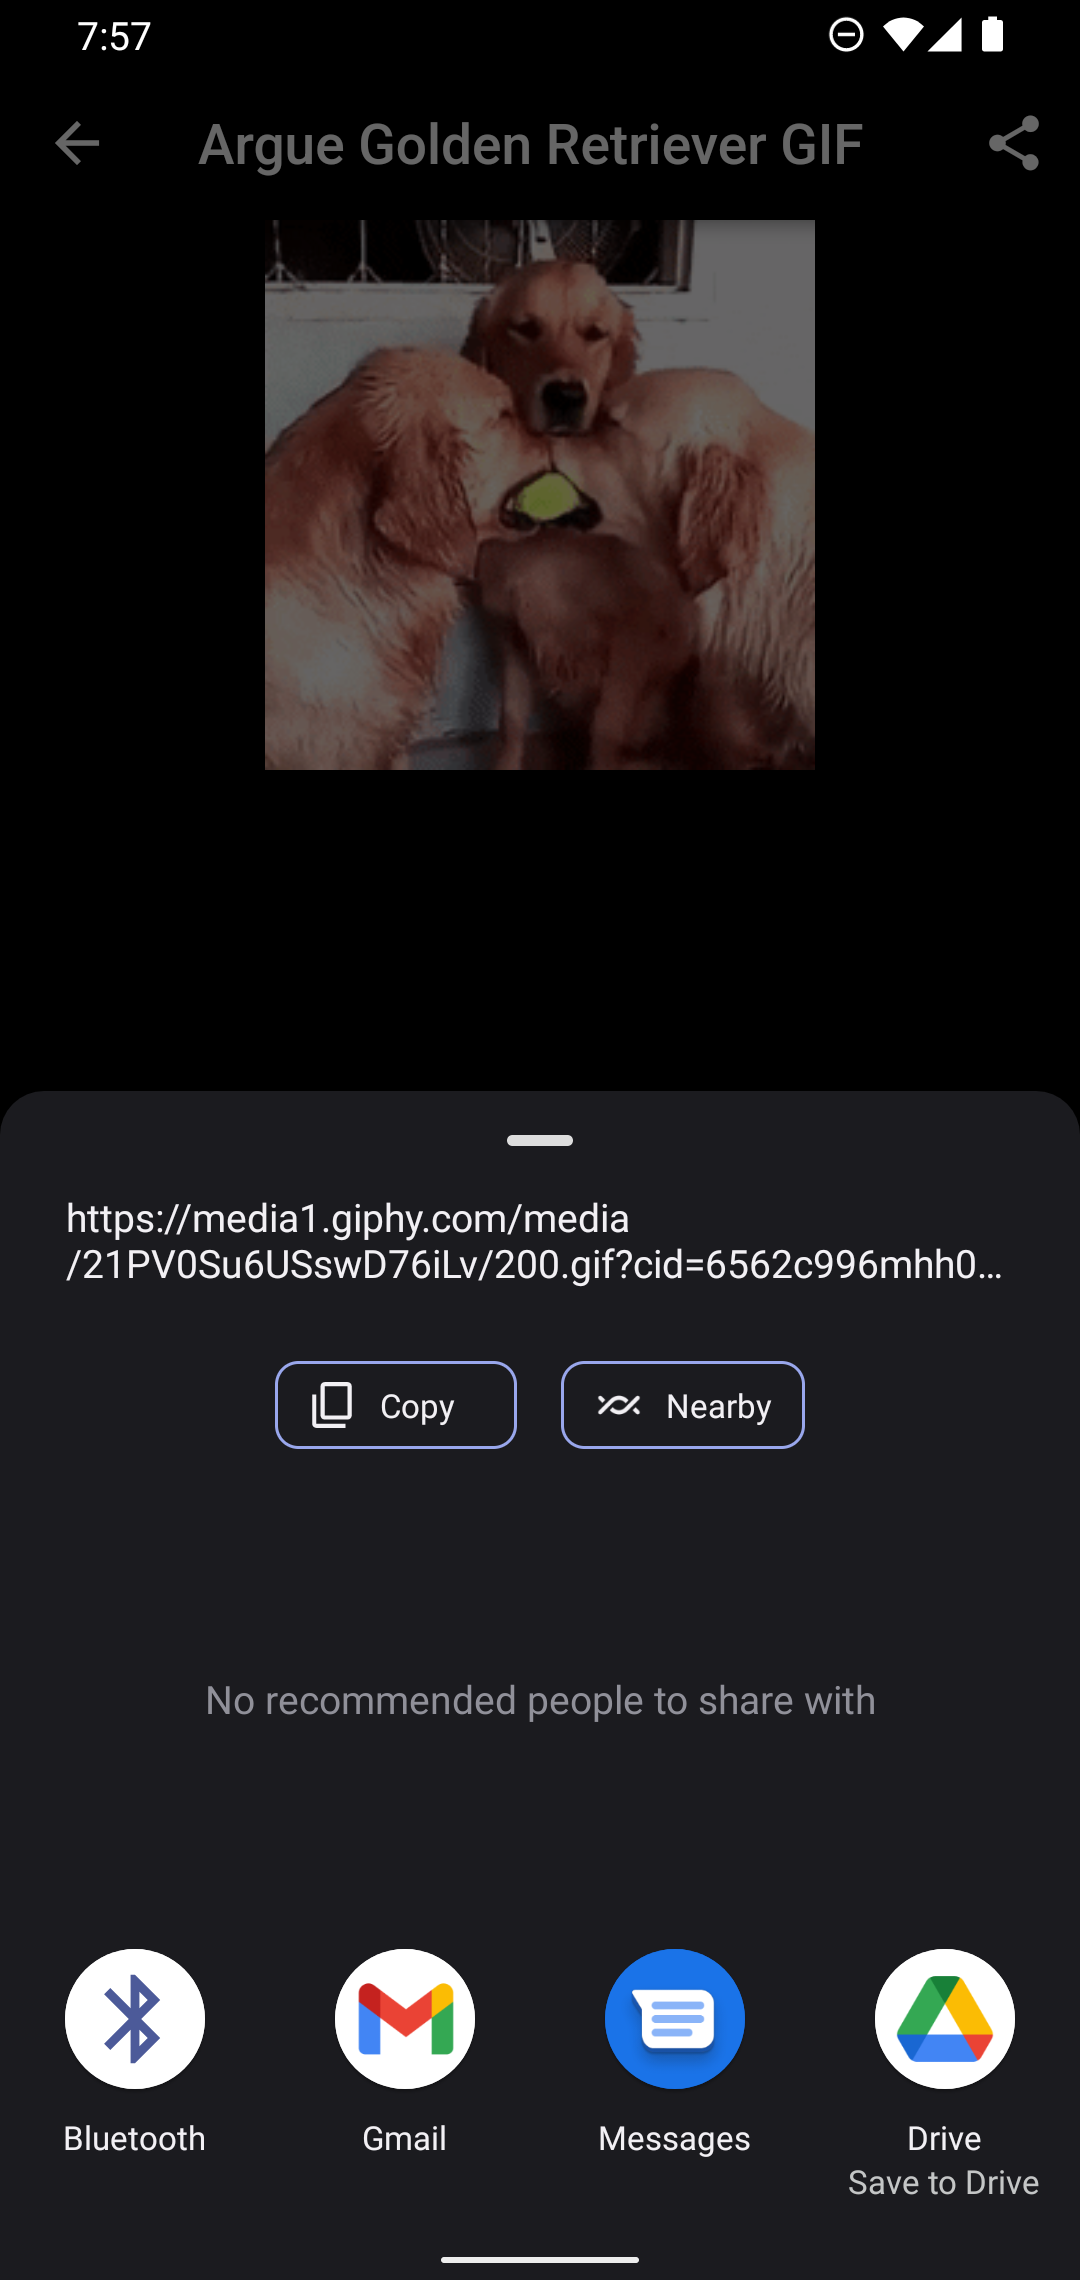 7:57
Argue Golden Retriever GIF
https://media1.giphy.com/media
/21PV0Su6USswD76iLv/200.gif?cid=6562c996mhh0...
Copy
Nearby
No recommended people to share with
Bluetooth
Gmail
Messages
Drive
Save to Drive